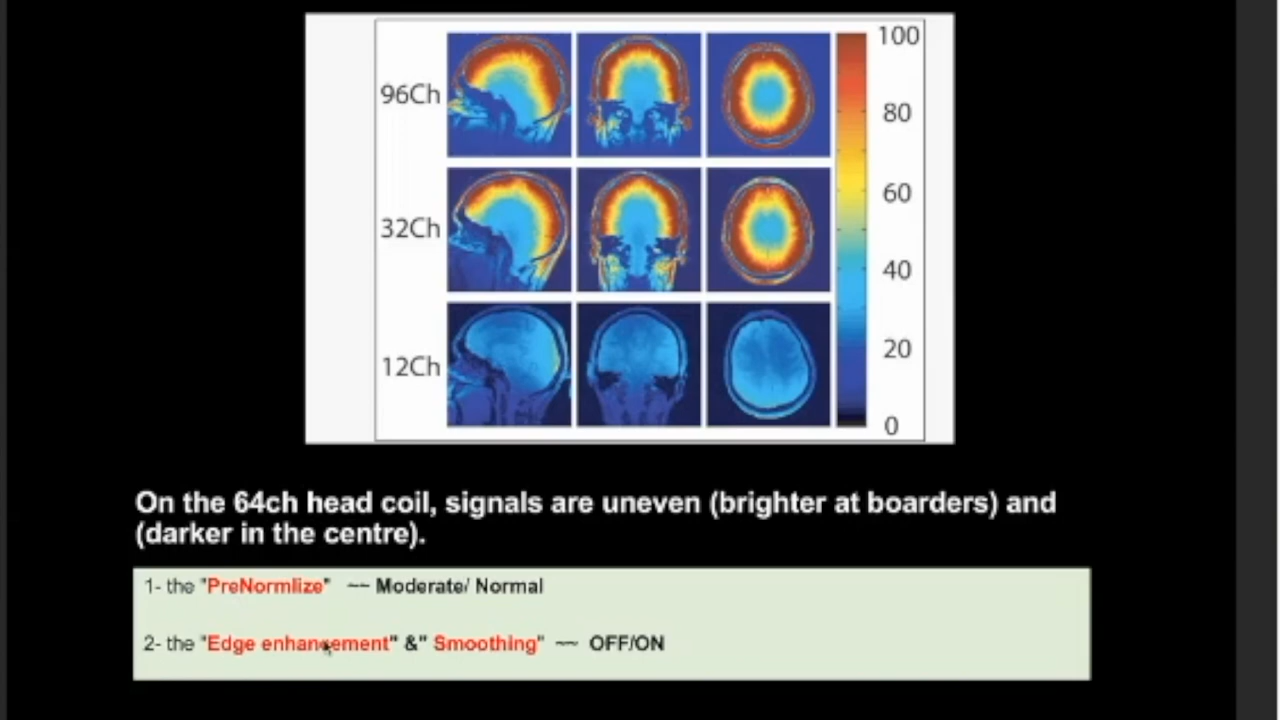 100
96Ch
80
60
32Ch
40
20
12Ch
0
On the 64ch head coil, signals are uneven (brighter at boarders) and
(darker in the centre).
1- the "PreNormlize" ~~ Moderate/ Normal
2- the "Edge enhancement" &" Smoothing" ~~ OFF/ON